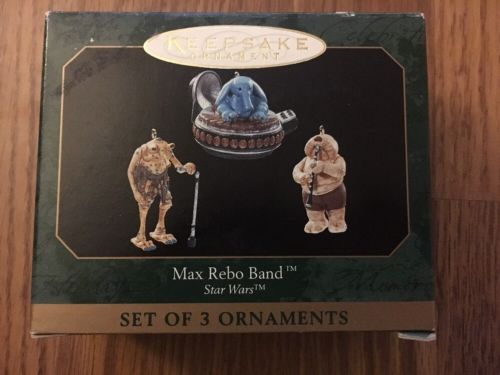 KEEPSAKE
ORNAMENT
Max Rebo Band™
Star Wars™
SET OF 3 ORNAMENTS